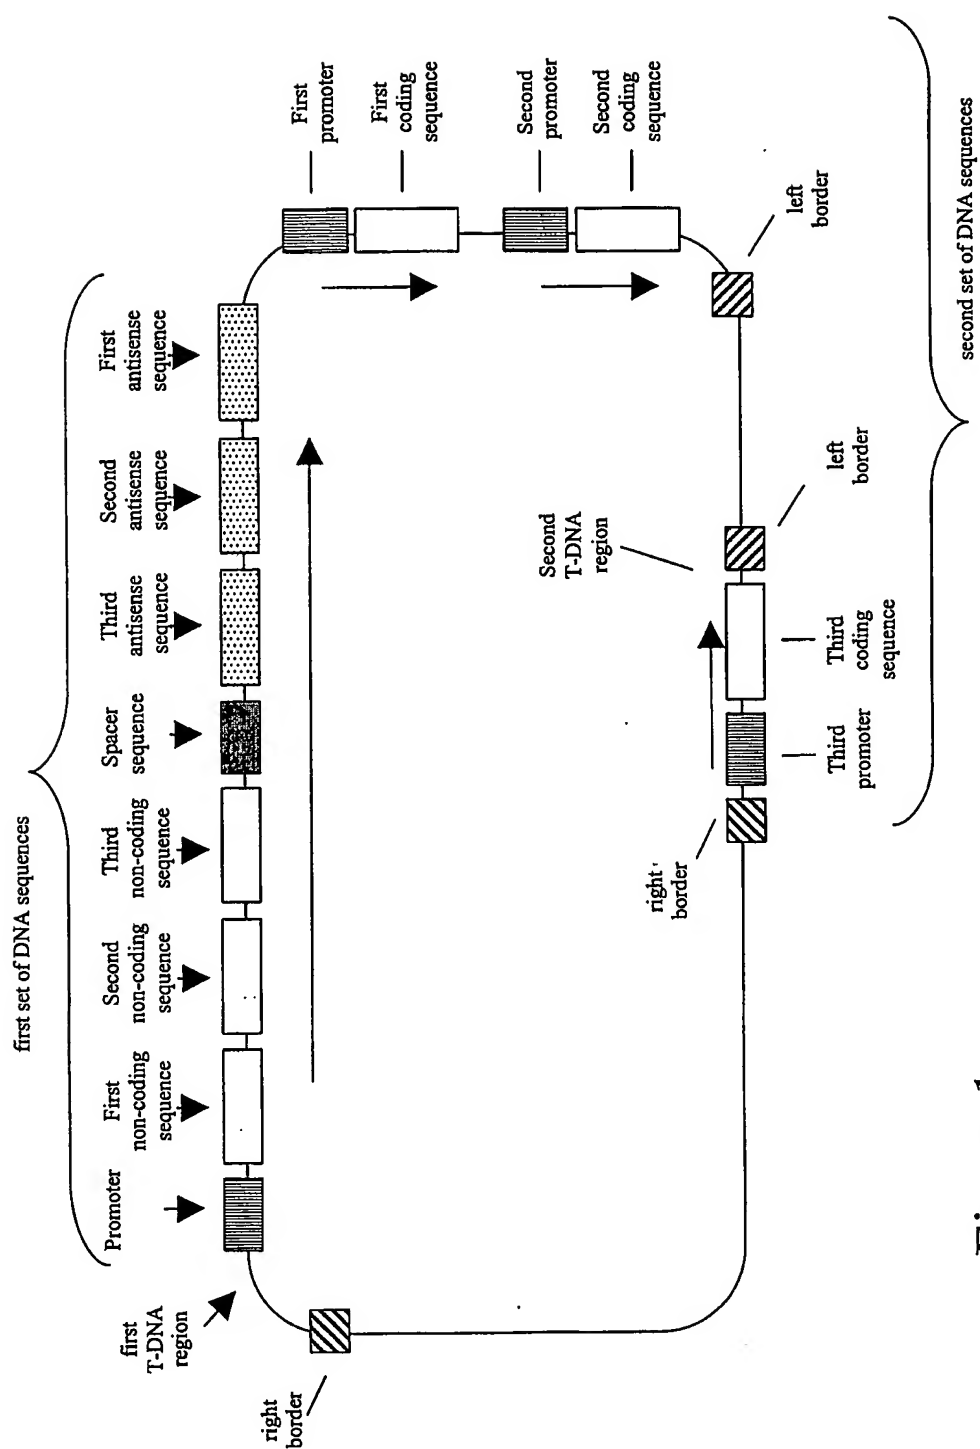 first set of DNA sequences
Promoter
First
non-coding
sequence
Second
non-coding
sequence
Third
non-coding
sequence
Spacer
sequence
Third
antisense
sequence
Second
antisense
sequence
First
antisense
sequence
first
T-DNA
region
right
border
First
promoter
First
coding
sequence
Second
promoter
Second
coding
sequence
left
border
Second
T-DNA
region
left
border
right
border
Third
promoter
Third
coding
sequence
second set of DNA sequences